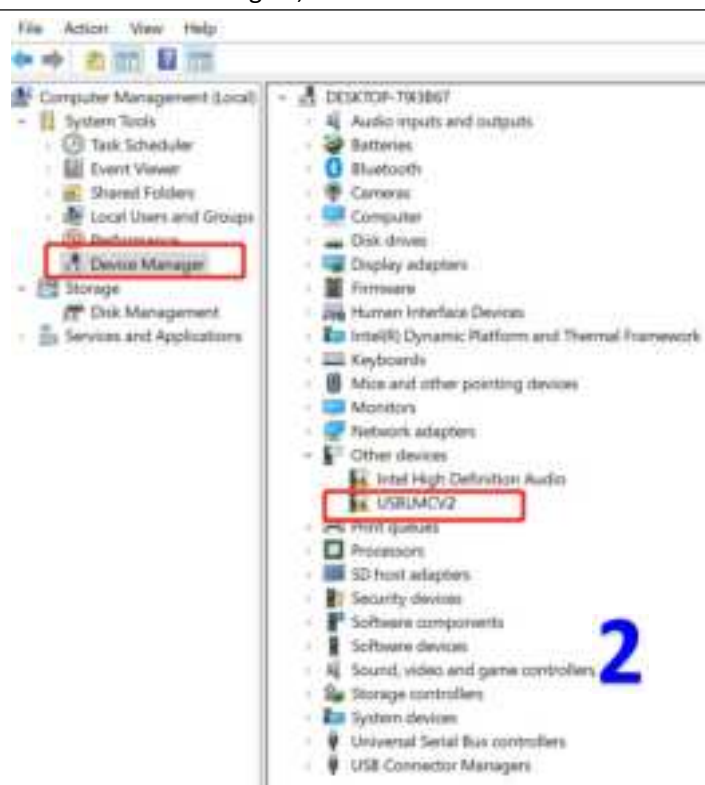 File Action View Help
Computer Management (Local)
System Tools
Task Scheduler
Event Viewer
Shared Folders
Local Users and Groups
Performance
Device Manager
Storage
Disk Management
Services and Applications
Audio inputs and outputs
Batteries
Bluetooth
Cameras
Computer
Disk drives
Display adapters
Firmware
Human Interface Devices
Intel(R) Dynamic Platform and Thermal Framework
Keyboards
Mice and other pointing devices
Monitors
Network adapters
Other devices
Intel High Definition Audio
USBLMCV2
Print queues
Processors
SD host adapters
Security devices
Software components
Software devices
Sound, video and game controllers
2
Storage controllers
System devices
Universal Serial Bus controllers
USB Connector Managers